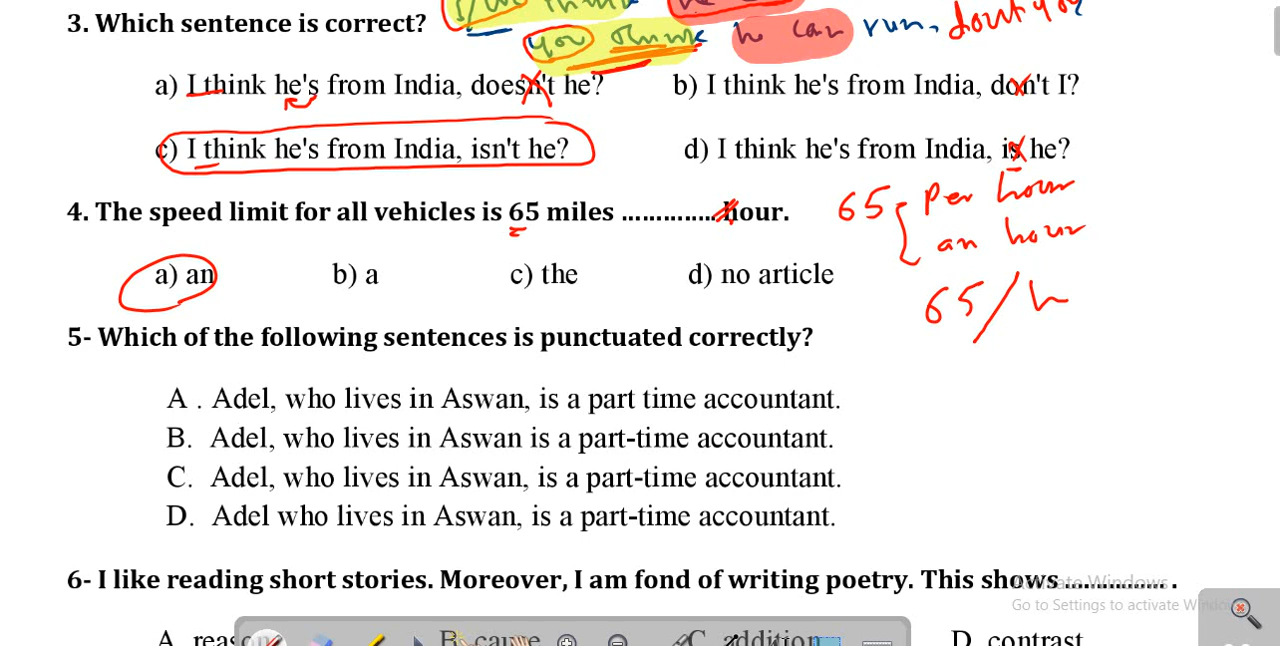 3. Which sentence is correct?
you think he can run, don't you
a) I think he's from India, doesn't he? b) I think he's from India, don't I?
c) I think he's from India, isn't he? d) I think he's from India, is he?
4. The speed limit for all vehicles is 65 miles .............. hour.
65 per hour
an hour
a) an b) a c) the d) no article
65/h
5- Which of the following sentences is punctuated correctly?
A . Adel, who lives in Aswan, is a part time accountant.
B. Adel, who lives in Aswan is a part-time accountant.
C. Adel, who lives in Aswan, is a part-time accountant.
D. Adel who lives in Aswan, is a part-time accountant.
6- I like reading short stories. Moreover, I am fond of writing poetry. This shows............... .
Activate Windows
Go to Settings to activate Windows
A B. cause C. addition D. contrast